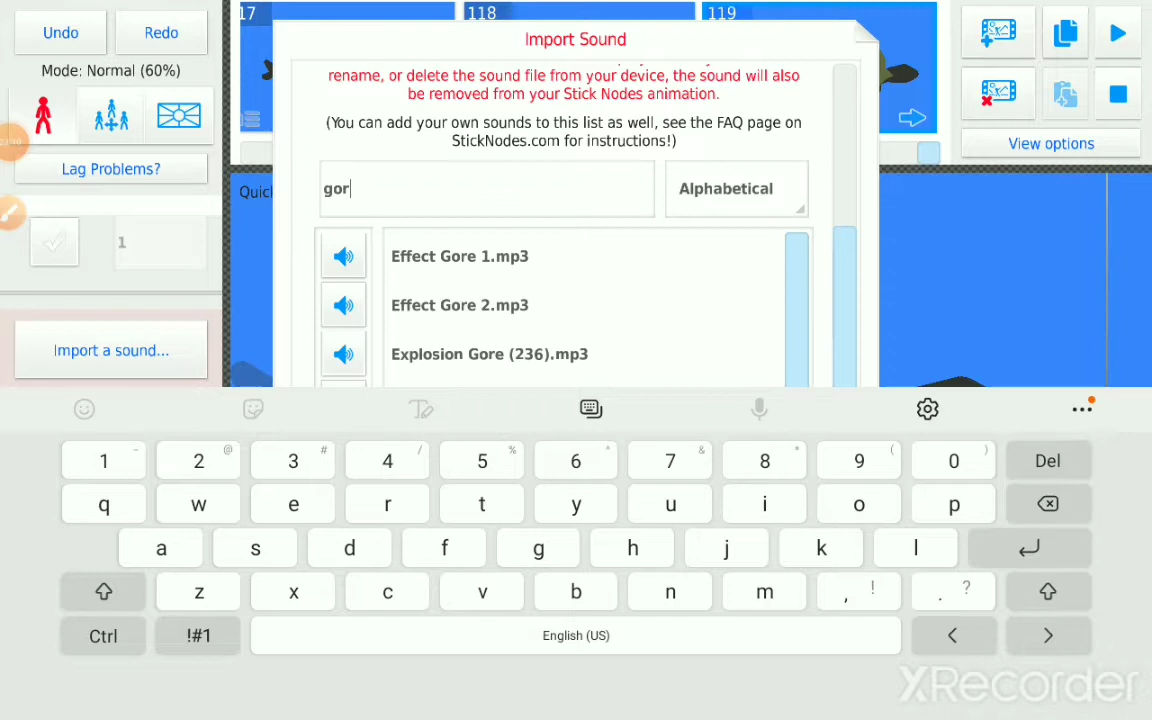 Undo
Redo
Mode: Normal (60%)
Lag Problems?
1
Import a sound...
17
118
119
View options
Quic
Import Sound
rename, or delete the sound file from your device, the sound will also
be removed from your Stick Nodes animation.
(You can add your own sounds to this list as well, see the FAQ page on
StickNodes.com for instructions!)
gor
Alphabetical
Effect Gore 1.mp3
Effect Gore 2.mp3
Explosion Gore (236).mp3
1 - 2 @ 3 # 4 / 5 % 6 ^ 7 & 8 * 9 ( 0 ) Del
q w e r t y u i o p
a s d f g h j k l
z x c v b n m , ! . ?
Ctrl !#1 English (US) < >
XRecorder